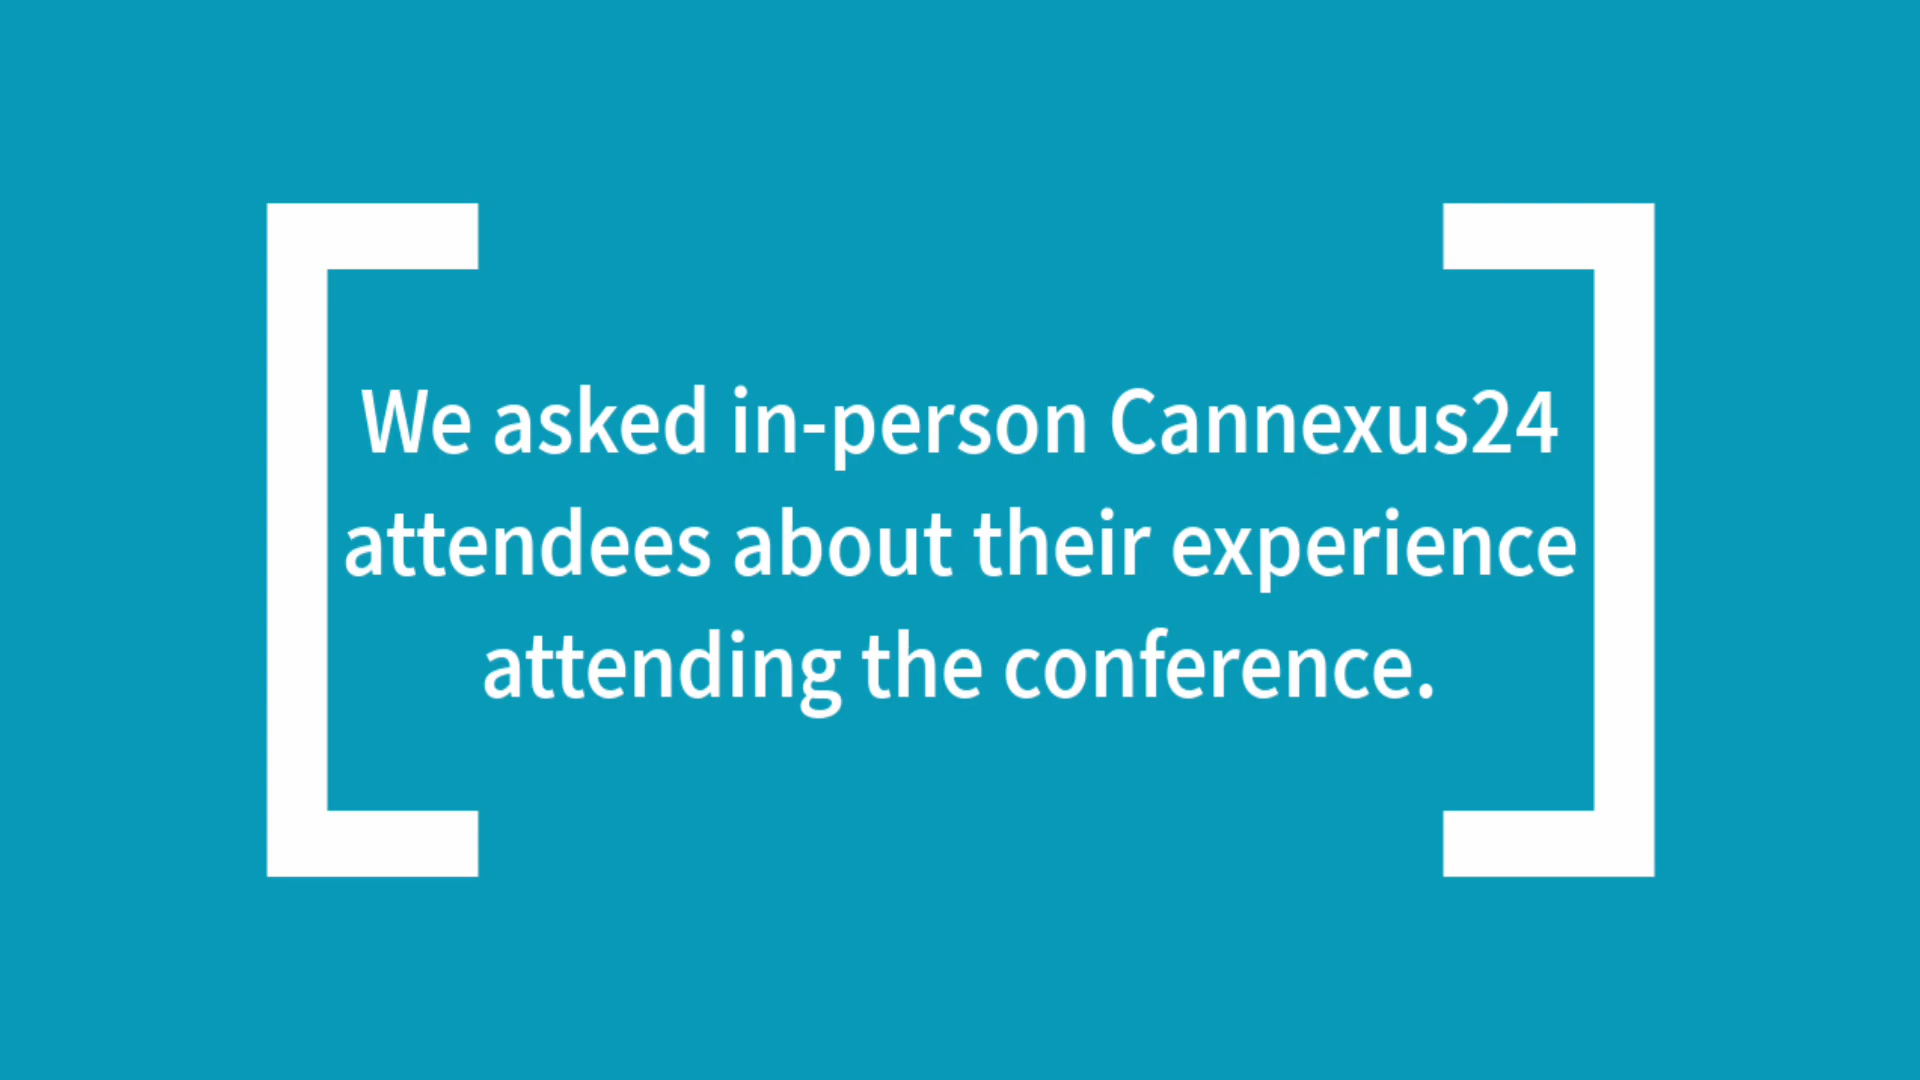 We asked in-person Cannexus24
attendees about their experience
attending the conference.